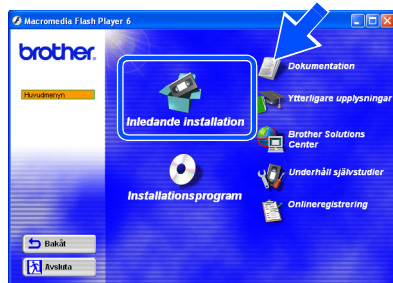 Macromedia Flash Player 6
brother.
Huvudmenyn
Inledande installation
Installationsprogram
Dokumentation
Ytterligare upplysningar
Brother Solutions
Center
Underhåll självstudier
Onlineregistrering
Bakåt
Avsluta